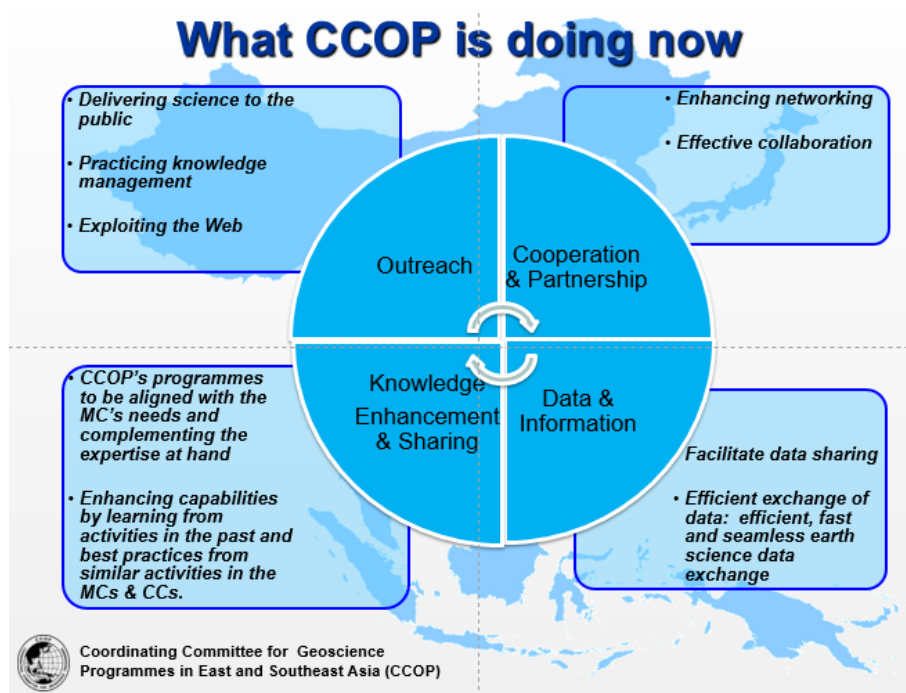 What CCOP is doing now
• Delivering science to the
public
• Practicing knowledge
management
• Exploiting the Web
• Enhancing networking
• Effective collaboration
Outreach
Cooperation
& Partnership
Knowledge
Enhancement
& Sharing
Data &
Information
• CCOP's programmes
to be aligned with the
MC's needs and
complementing the
expertise at hand
• Enhancing capabilities
by learning from
activities in the past and
best practices from
similar activities in the
MCs & CCs.
Facilitate data sharing
• Efficient exchange of
data: efficient, fast
and seamless earth
science data
exchange
CCOP
Coordinating Committee for Geoscience
Programmes in East and Southeast Asia (CCOP)